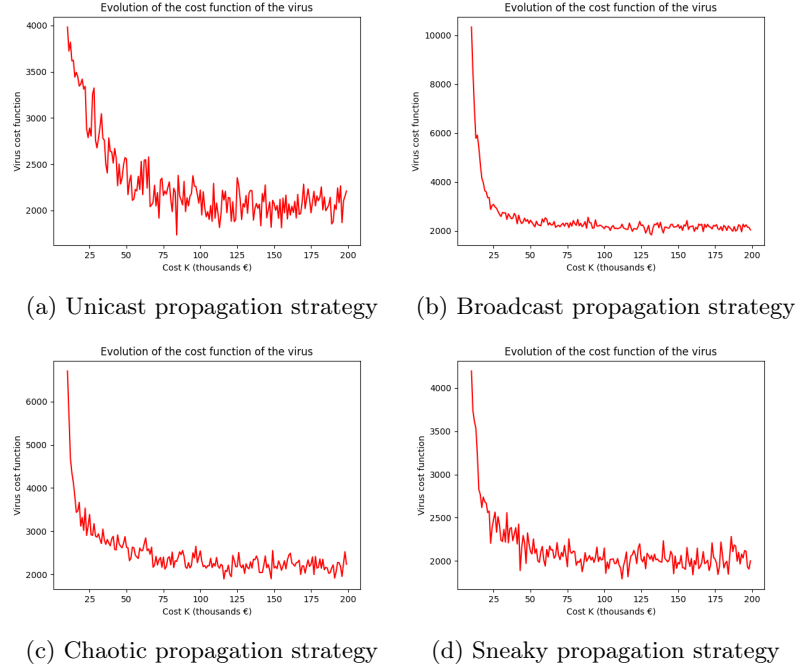 Evolution of the cost function of the virus
Virus cost function
4000
3500
3000
2500
2000
25 50 75 100 125 150 175 200
Cost K (thousands €)
(a) Unicast propagation strategy
Evolution of the cost function of the virus
Virus cost function
10000
8000
6000
4000
2000
25 50 75 100 125 150 175 200
Cost K (thousands €)
(b) Broadcast propagation strategy
Evolution of the cost function of the virus
Virus cost function
6000
5000
4000
3000
2000
25 50 75 100 125 150 175 200
Cost K (thousands €)
(c) Chaotic propagation strategy
Evolution of the cost function of the virus
Virus cost function
4000
3500
3000
2500
2000
25 50 75 100 125 150 175 200
Cost K (thousands €)
(d) Sneaky propagation strategy